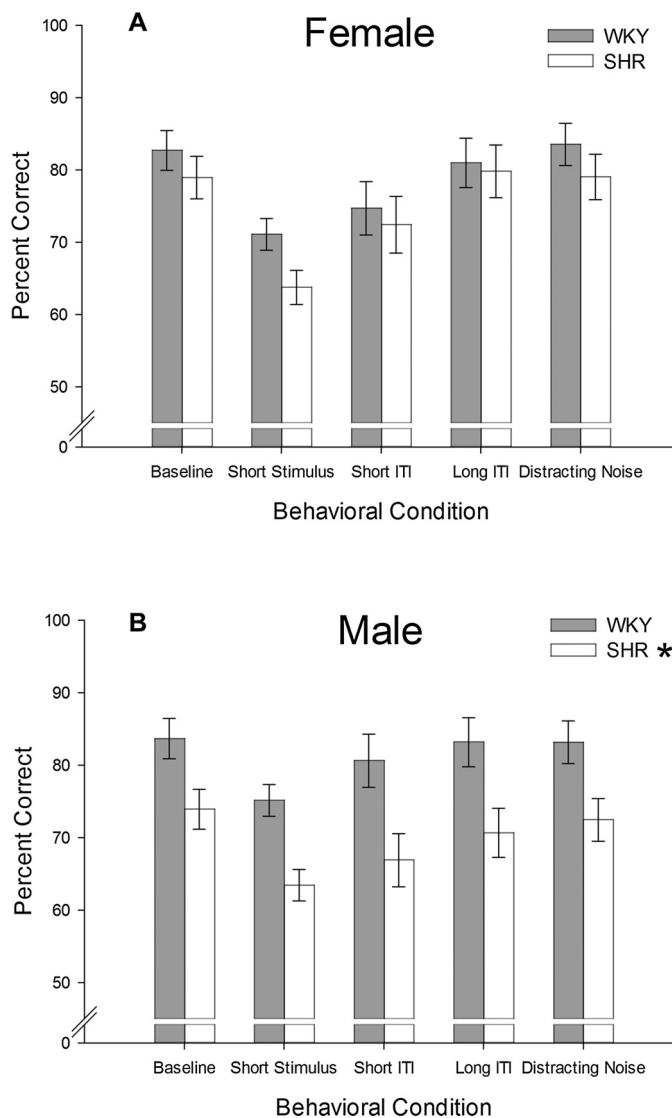 A
Female
WKY
SHR
100
90
80
70
60
50
0
Percent Correct
Baseline Short Stimulus Short ITI Long ITI Distracting Noise
Behavioral Condition
B
Male
WKY
SHR *
100
90
80
70
60
50
0
Percent Correct
Baseline Short Stimulus Short ITI Long ITI Distracting Noise
Behavioral Condition